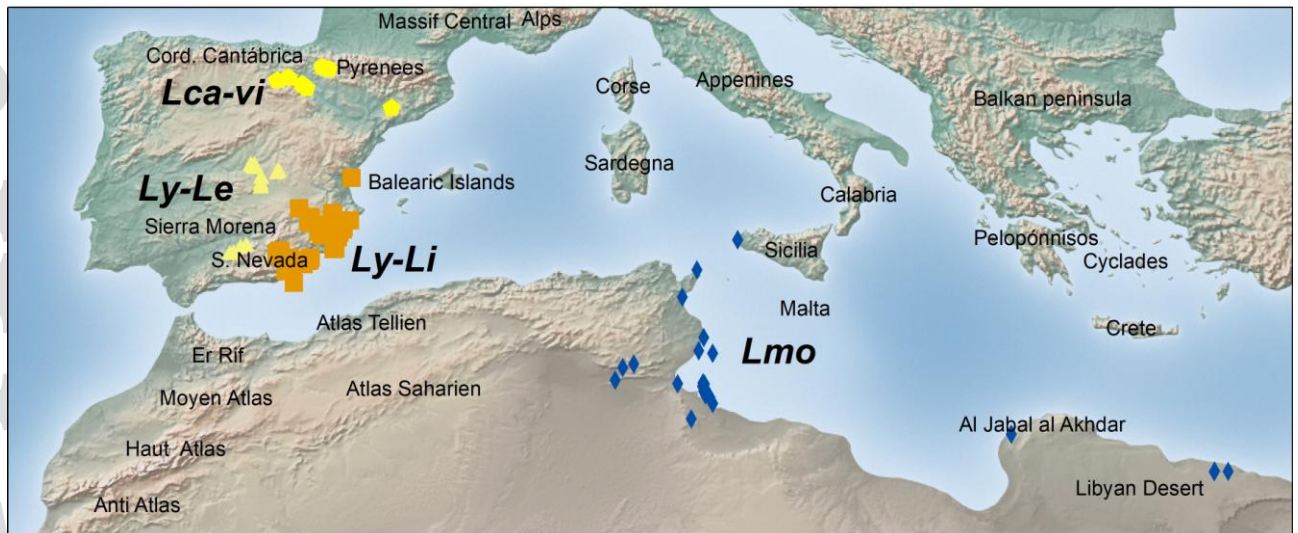 Massif Central Alps
Cord. Cantábrica
Pyrenees
Lca-vi
Corse
Appenines
Balkan peninsula
Sardegna
Balearic Islands
Ly-Le
Calabria
Sierra Morena
Sicilia
Peloponnisos
S. Nevada
Ly-Li
Cyclades
Malta
Atlas Tellien
Crete
Er Rif
Lmo
Moyen Atlas
Atlas Saharien
Al Jabal al Akhdar
Haut Atlas
Libyan Desert
Anti Atlas